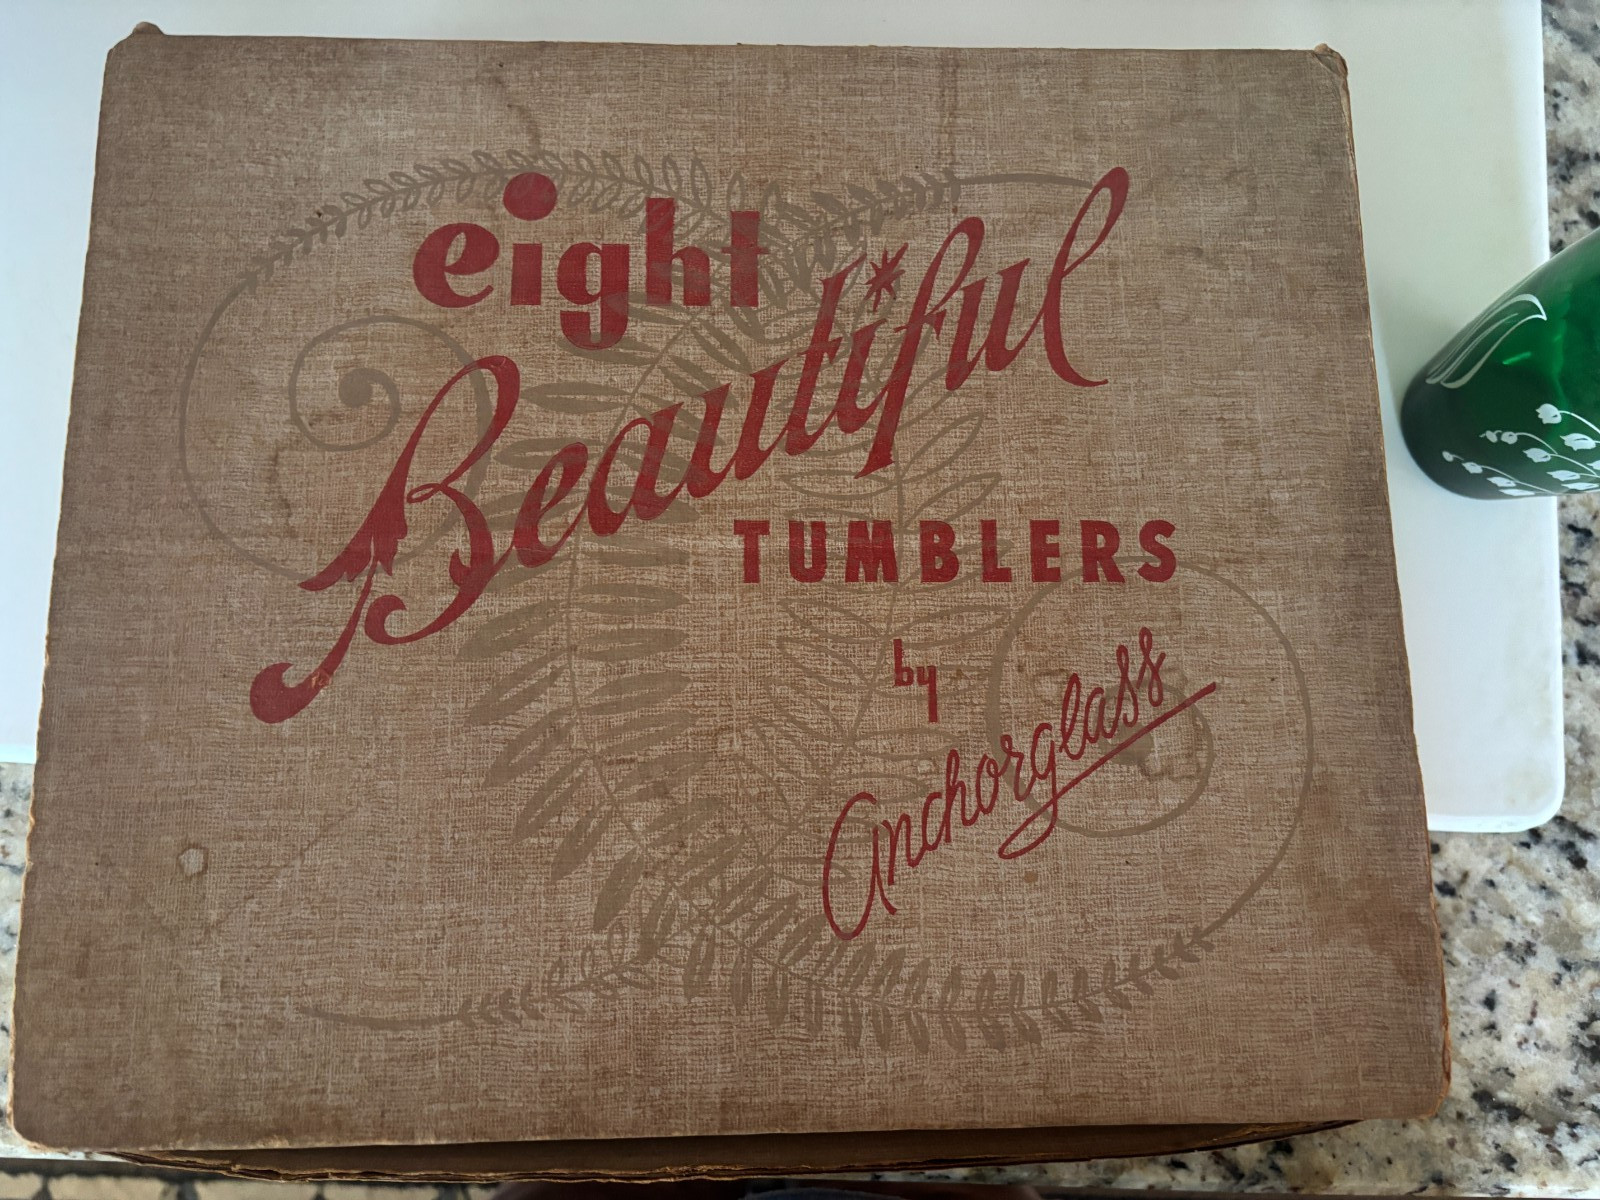 eight
Beautiful
TUMBLERS
by
Anchorglass